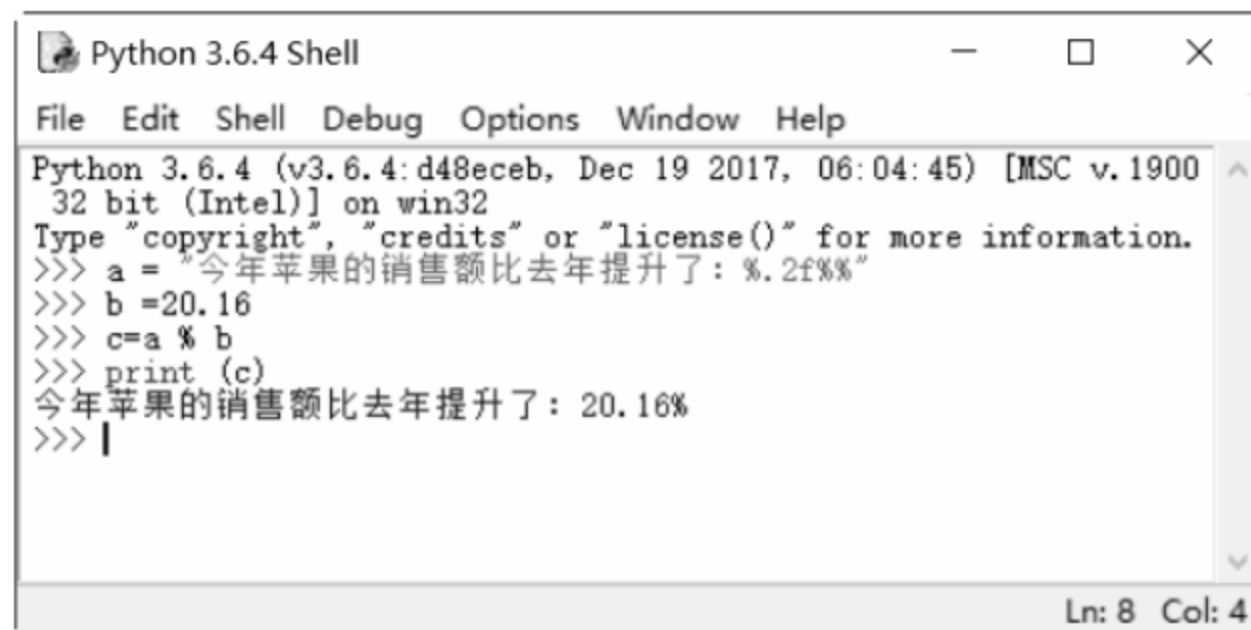 Python 3.6.4 Shell
File Edit Shell Debug Options Window Help
Python 3.6.4 (v3.6.4:d48eceb, Dec 19 2017, 06:04:45) [MSC v.1900
 32 bit (Intel)] on win32
Type "copyright", "credits" or "license()" for more information.
>>> a = "今年苹果的销售额比去年提升了：%.2f%%"
>>> b =20.16
>>> c=a % b
>>> print (c)
今年苹果的销售额比去年提升了：20.16%
>>>
Ln: 8 Col: 4